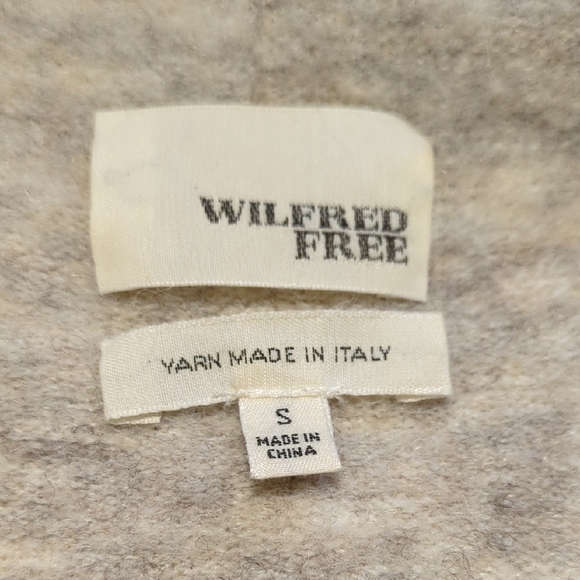 WILFRED
FREE
YARN MADE IN ITALY
S
MADE IN
CHINA